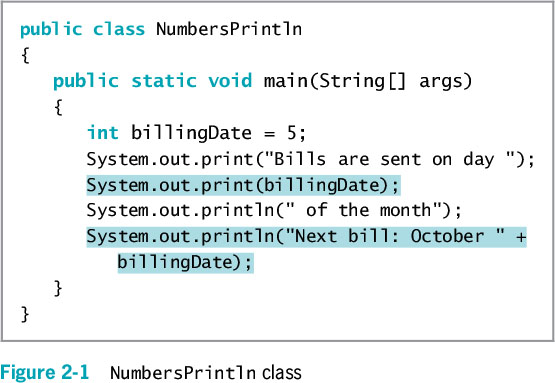 public class NumbersPrintln
{
public static void main(String[] args)
{
int billingDate = 5;
System.out.print("Bills are sent on day ");
System.out.print(billingDate);
System.out.println(" of the month");
System.out.println("Next bill: October " +
billingDate);
}
}
Figure 2-1 NumbersPrintln class